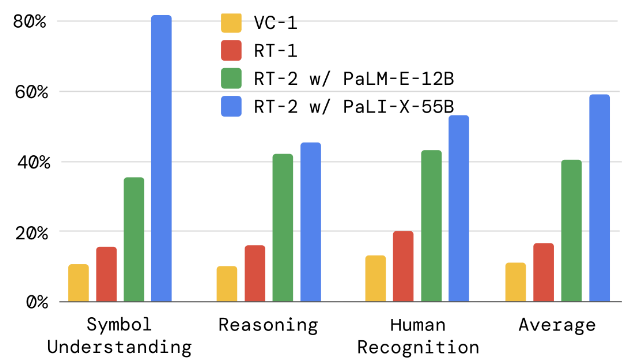 80%
60%
40%
20%
0%
VC-1
RT-1
RT-2 w/ PaLM-E-12B
RT-2 w/ PaLI-X-55B
Symbol
Understanding
Reasoning
Human
Recognition
Average